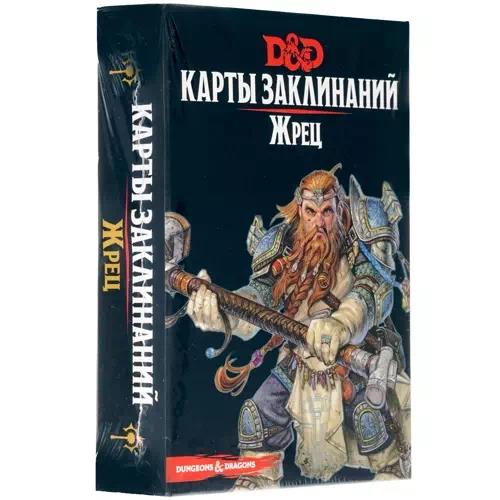 D&D
КАРТЫ ЗАКЛИНАНИЙ
ЖРЕЦ
КАРТЫ ЗАКЛИНАНИЙ
ЖРЕЦ
DUNGEONS & DRAGONS